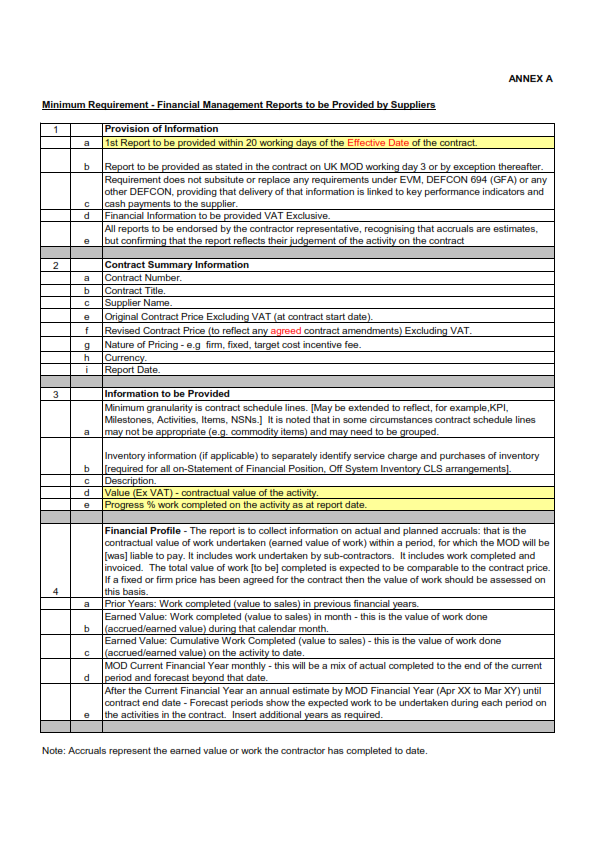 ANNEX A
Minimum Requirement - Financial Management Reports to be Provided by Suppliers
1 Provision of Information
a 1st Report to be provided within 20 working days of the Effective Date of the contract.
b Report to be provided as stated in the contract on UK MOD working day 3 or by exception thereafter.
Requirement does not subsitute or replace any requirements under EVM, DEFCON 694 (GFA) or any
other DEFCON, providing that delivery of that information is linked to key performance indicators and
c cash payments to the supplier.
d Financial Information to be provided VAT Exclusive.
All reports to be endorsed by the contractor representative, recognising that accruals are estimates,
e but confirming that the report reflects their judgement of the activity on the contract
2 Contract Summary Information
a Contract Number.
b Contract Title.
c Supplier Name.
e Original Contract Price Excluding VAT (at contract start date).
f Revised Contract Price (to reflect any agreed contract amendments) Excluding VAT.
g Nature of Pricing - e.g firm, fixed, target cost incentive fee.
h Currency.
i Report Date.
3 Information to be Provided
Minimum granularity is contract schedule lines. [May be extended to reflect, for example,KPI,
Milestones, Activities, Items, NSNs.] It is noted that in some circumstances contract schedule lines
a may not be appropriate (e.g. commodity items) and may need to be grouped.
Inventory information (if applicable) to separately identify service charge and purchases of inventory
b [required for all on-Statement of Financial Position, Off System Inventory CLS arrangements].
c Description.
d Value (Ex VAT) - contractual value of the activity.
e Progress % work completed on the activity as at report date.
Financial Profile - The report is to collect information on actual and planned accruals: that is the
contractual value of work undertaken (earned value of work) within a period, for which the MOD will be
[was] liable to pay. It includes work undertaken by sub-contractors. It includes work completed and
invoiced. The total value of work [to be] completed is expected to be comparable to the contract price.
If a fixed or firm price has been agreed for the contract then the value of work should be assessed on
4 this basis.
a Prior Years: Work completed (value to sales) in previous financial years.
Earned Value: Work completed (value to sales) in month - this is the value of work done
b (accrued/earned value) during that calendar month.
Earned Value: Cumulative Work Completed (value to sales) - this is the value of work done
c (accrued/earned value) on the activity to date.
MOD Current Financial Year monthly - this will be a mix of actual completed to the end of the current
d period and forecast beyond that date.
After the Current Financial Year an annual estimate by MOD Financial Year (Apr XX to Mar XY) until
contract end date - Forecast periods show the expected work to be undertaken during each period on
e the activities in the contract. Insert additional years as required.
Note: Accruals represent the earned value or work the contractor has completed to date.